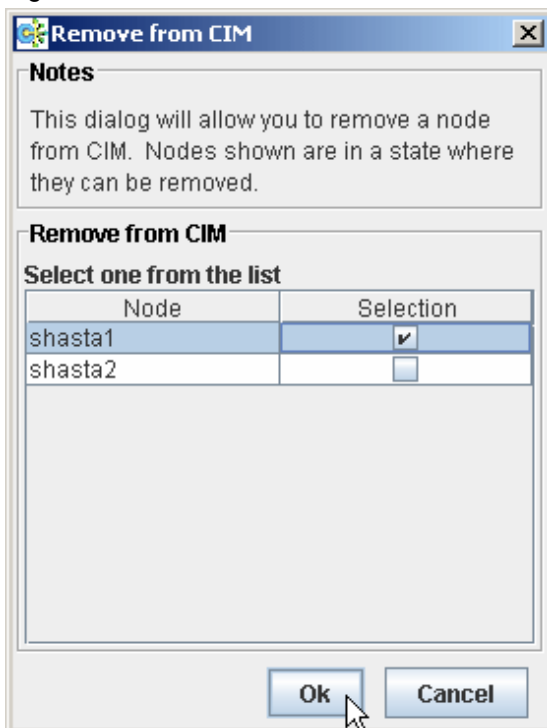 Remove from CIM
Notes
This dialog will allow you to remove a node
from CIM. Nodes shown are in a state where
they can be removed.
Remove from CIM
Select one from the list
Node Selection
shasta1
shasta2
Ok Cancel